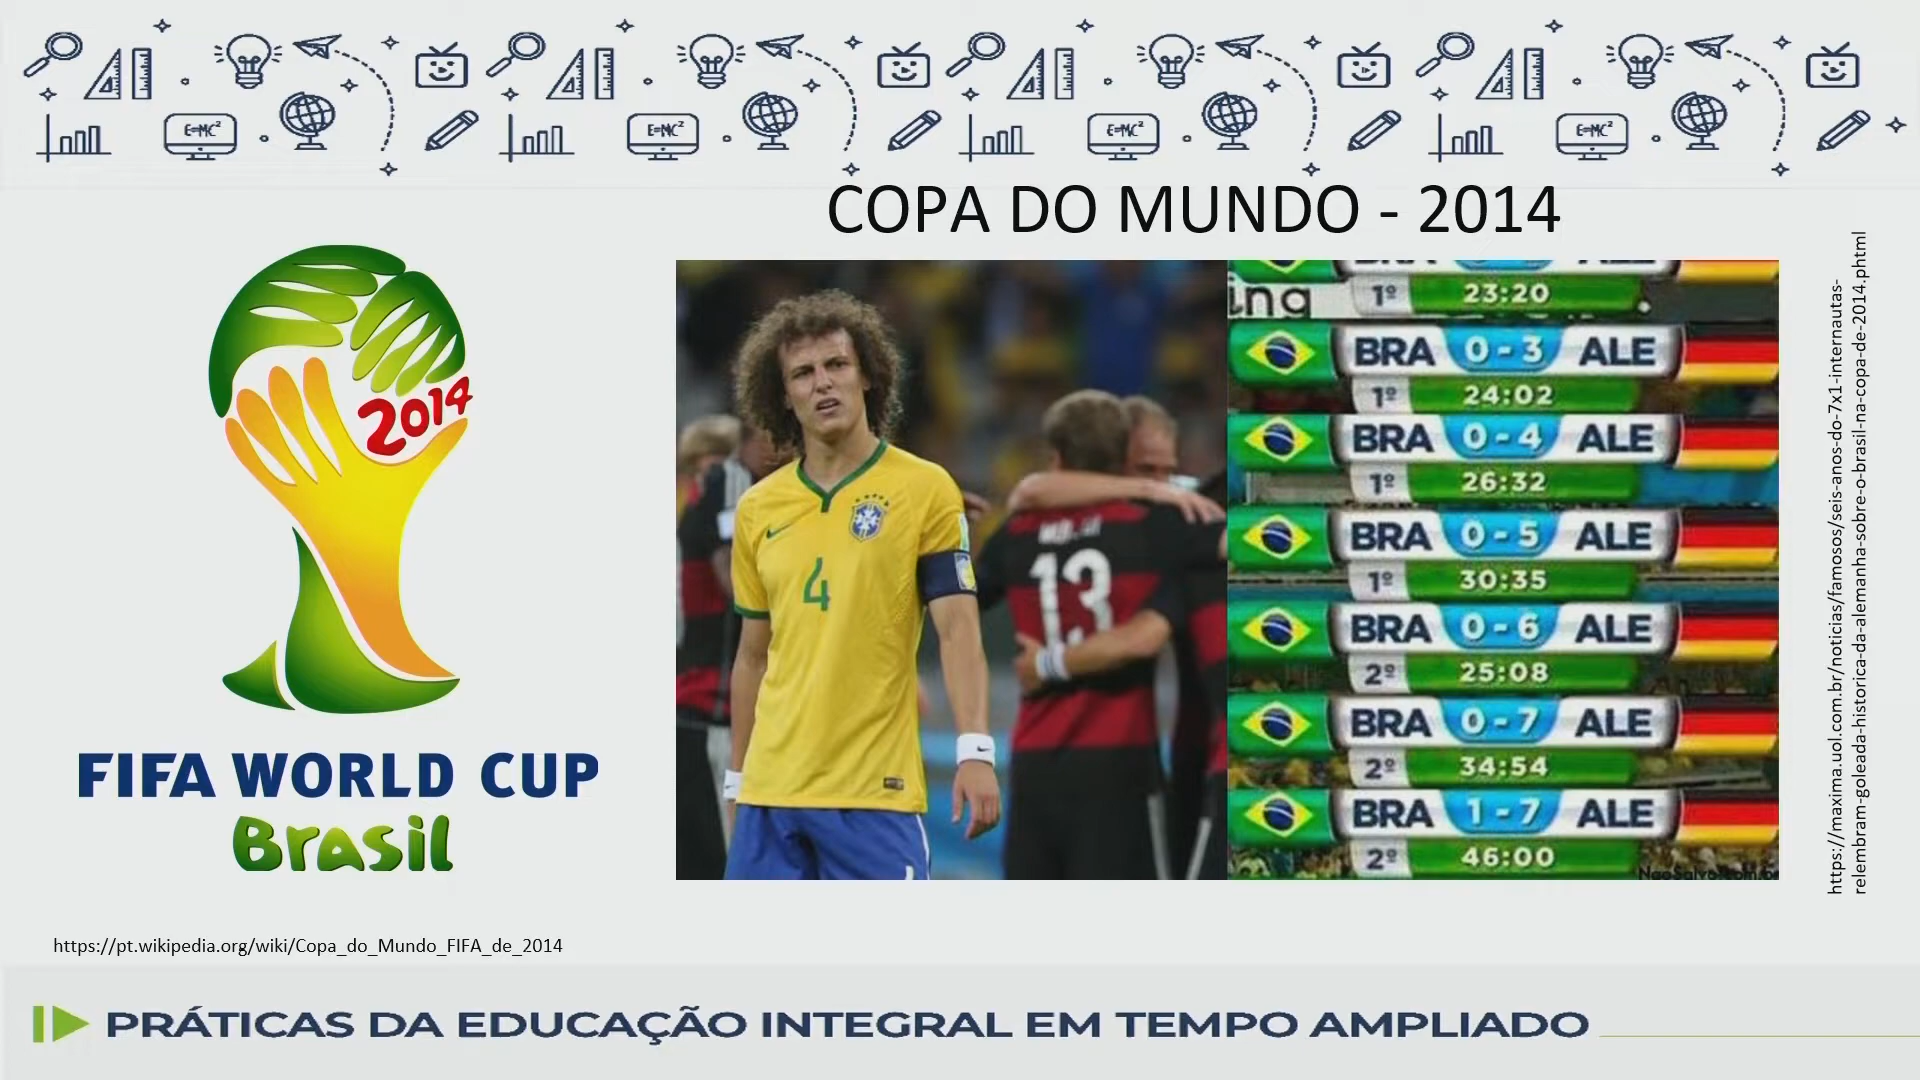 E=MC²
E=MC²
E=MC²
E=MC²
COPA DO MUNDO - 2014
2014
FIFA WORLD CUP
Brasil
4
13
1º 23:20
BRA 0-3 ALE
1º 24:02
BRA 0-4 ALE
1º 26:32
BRA 0-5 ALE
1º 30:35
BRA 0-6 ALE
2º 25:08
BRA 0-7 ALE
2º 34:54
BRA 1-7 ALE
2º 46:00
https://maxima.uol.com.br/noticias/famosos/seis-anos-do-7x1-internautas-
relembram-goleada-historica-da-alemanha-sobre-o-brasil-na-copa-de-2014.phtml
https://pt.wikipedia.org/wiki/Copa_do_Mundo_FIFA_de_2014
PRÁTICAS DA EDUCAÇÃO INTEGRAL EM TEMPO AMPLIADO